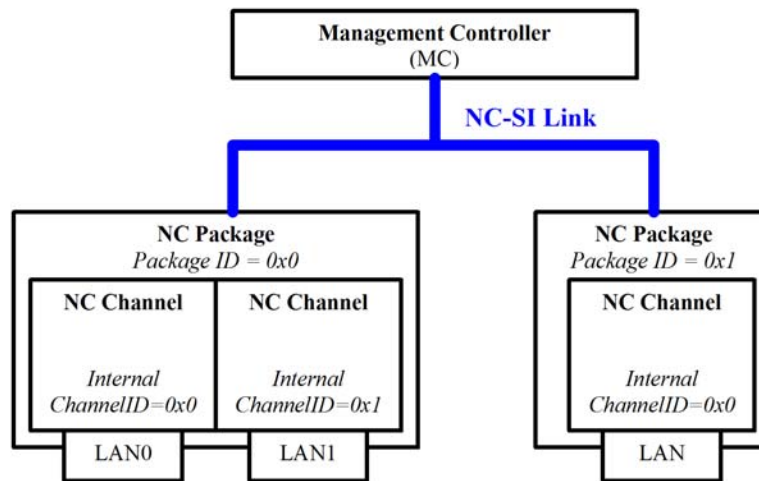 Management Controller
(MC)
NC-SI Link
NC Package
Package ID = 0x0
NC Channel
Internal
ChannelID=0x0
NC Channel
Internal
ChannelID=0x1
LAN0
LAN1
NC Package
Package ID = 0x1
NC Channel
Internal
ChannelID=0x0
LAN